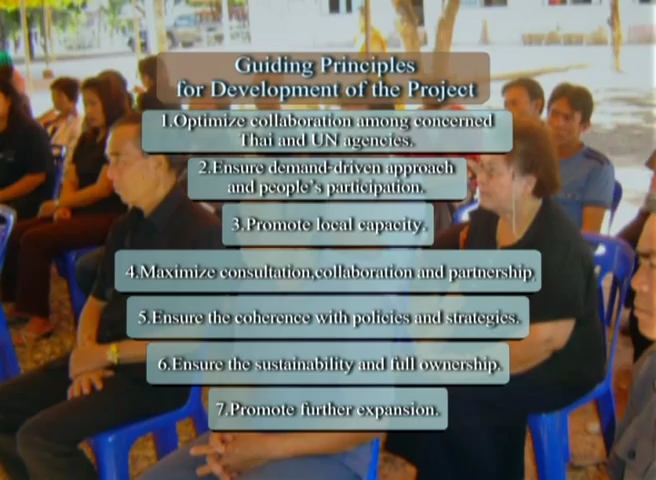 Guiding Principles
for Development of the Project
1.Optimize collaboration among concerned
Thai and UN agencies.
2.Ensure demand-driven approach
and people's participation.
3.Promote local capacity.
4.Maximize consultation,collaboration and partnership.
5.Ensure the coherence with policies and strategies.
6.Ensure the sustainability and full ownership.
7.Promote further expansion.